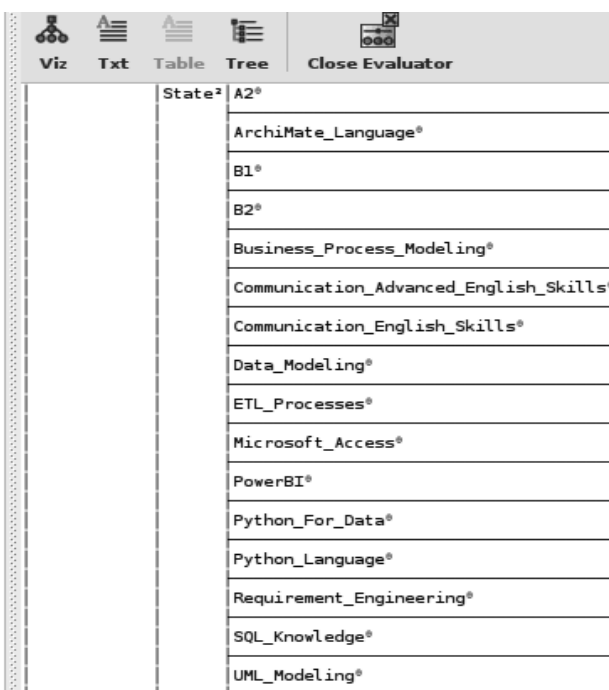 Viz Txt Table Tree Close Evaluator
State² A2⁰
ArchiMate_Language⁰
B1⁰
B2⁰
Business_Process_Modeling⁰
Communication_Advanced_English_Skills⁰
Communication_English_Skills⁰
Data_Modeling⁰
ETL_Processes⁰
Microsoft_Access⁰
PowerBI⁰
Python_For_Data⁰
Python_Language⁰
Requirement_Engineering⁰
SQL_Knowledge⁰
UML_Modeling⁰